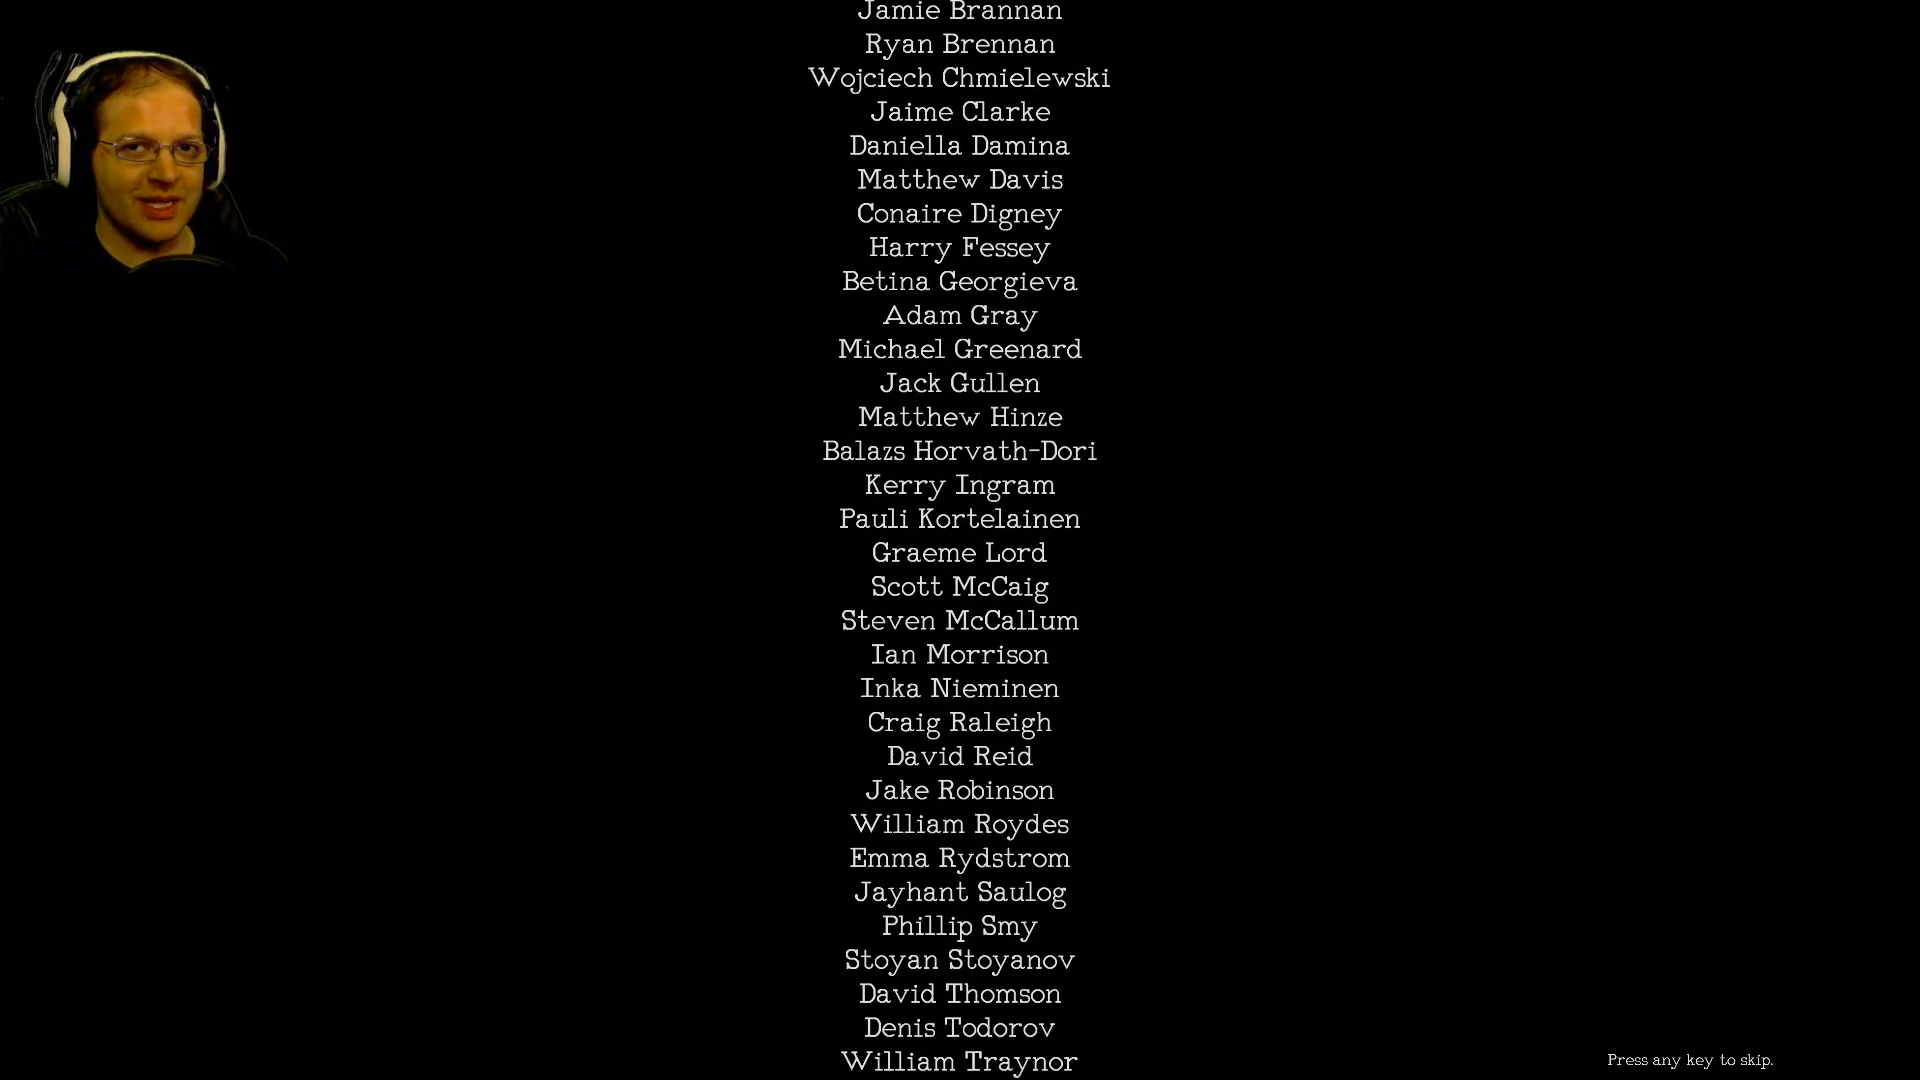 Jamie Brannan
Ryan Brennan
Wojciech Chmielewski
Jaime Clarke
Daniella Damina
Matthew Davis
Conaire Digney
Harry Fessey
Betina Georgieva
Adam Gray
Michael Greenard
Jack Gullen
Matthew Hinze
Balazs Horvath-Dori
Kerry Ingram
Pauli Kortelainen
Graeme Lord
Scott McCaig
Steven McCallum
Ian Morrison
Inka Nieminen
Craig Raleigh
David Reid
Jake Robinson
William Roydes
Emma Rydstrom
Jayhant Saulog
Phillip Smy
Stoyan Stoyanov
David Thomson
Denis Todorov
William Traynor
Press any key to skip.